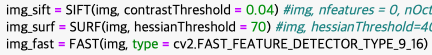 img_sift = SIFT(img, contrastThreshold = 0.04) #img, nfeatures = 0, nOct
img_surf = SURF(img, hessianThreshold = 70) #img, hessianThreshold=40
img_fast = FAST(img, type = cv2.FAST_FEATURE_DETECTOR_TYPE_9_16)